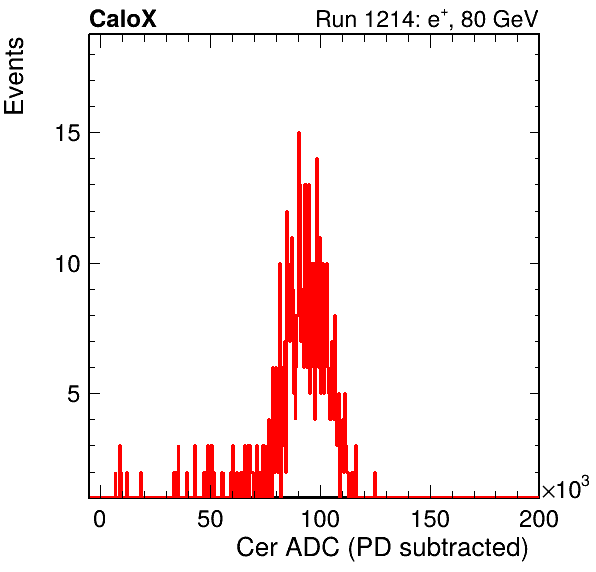 CaloX Run 1214: e⁺, 80 GeV
Events
15
10
5
0 50 100 150 200 ×10³
Cer ADC (PD subtracted)